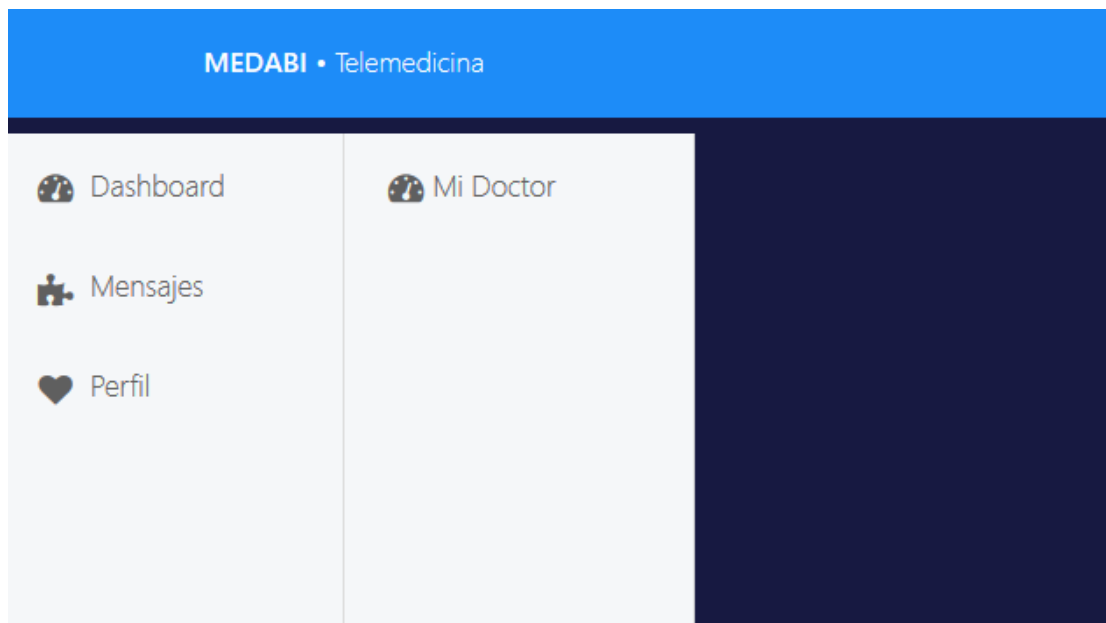 MEDABI • Telemedicina
Dashboard
Mensajes
Perfil
Mi Doctor